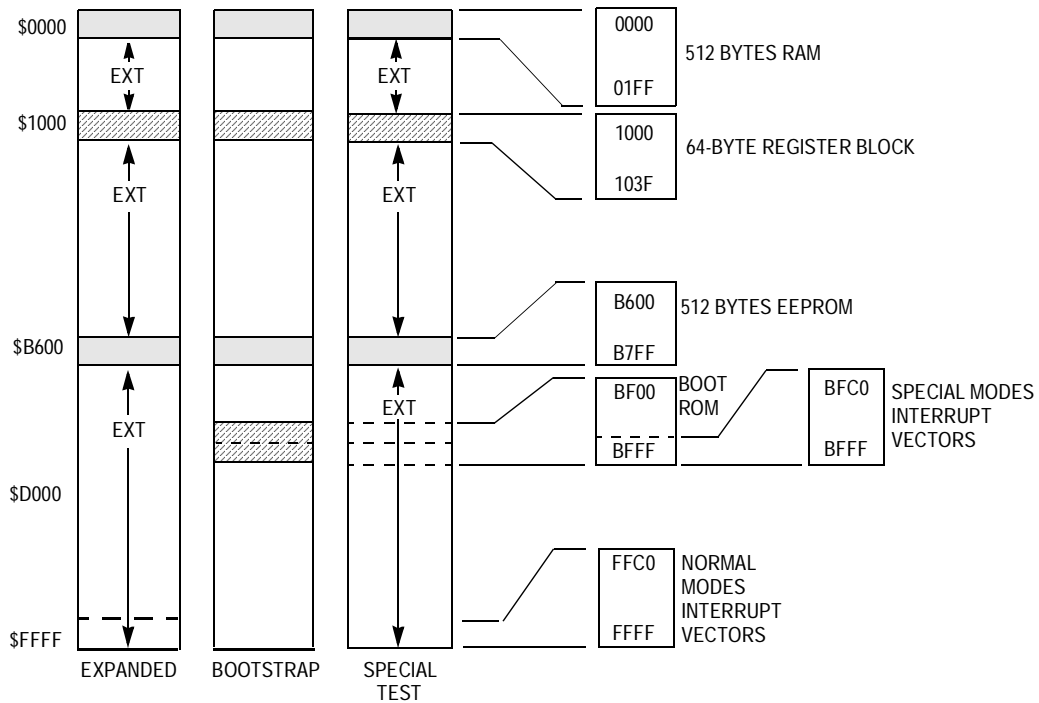 $0000
$1000
$B600
$D000
$FFFF
EXT
EXT
EXT
EXPANDED
BOOTSTRAP
EXT
EXT
EXT
SPECIAL
TEST
0000
01FF
512 BYTES RAM
1000
103F
64-BYTE REGISTER BLOCK
B600
B7FF
512 BYTES EEPROM
BF00
BFFF
BOOT
ROM
BFC0
BFFF
SPECIAL MODES
INTERRUPT
VECTORS
FFC0
FFFF
NORMAL
MODES
INTERRUPT
VECTORS